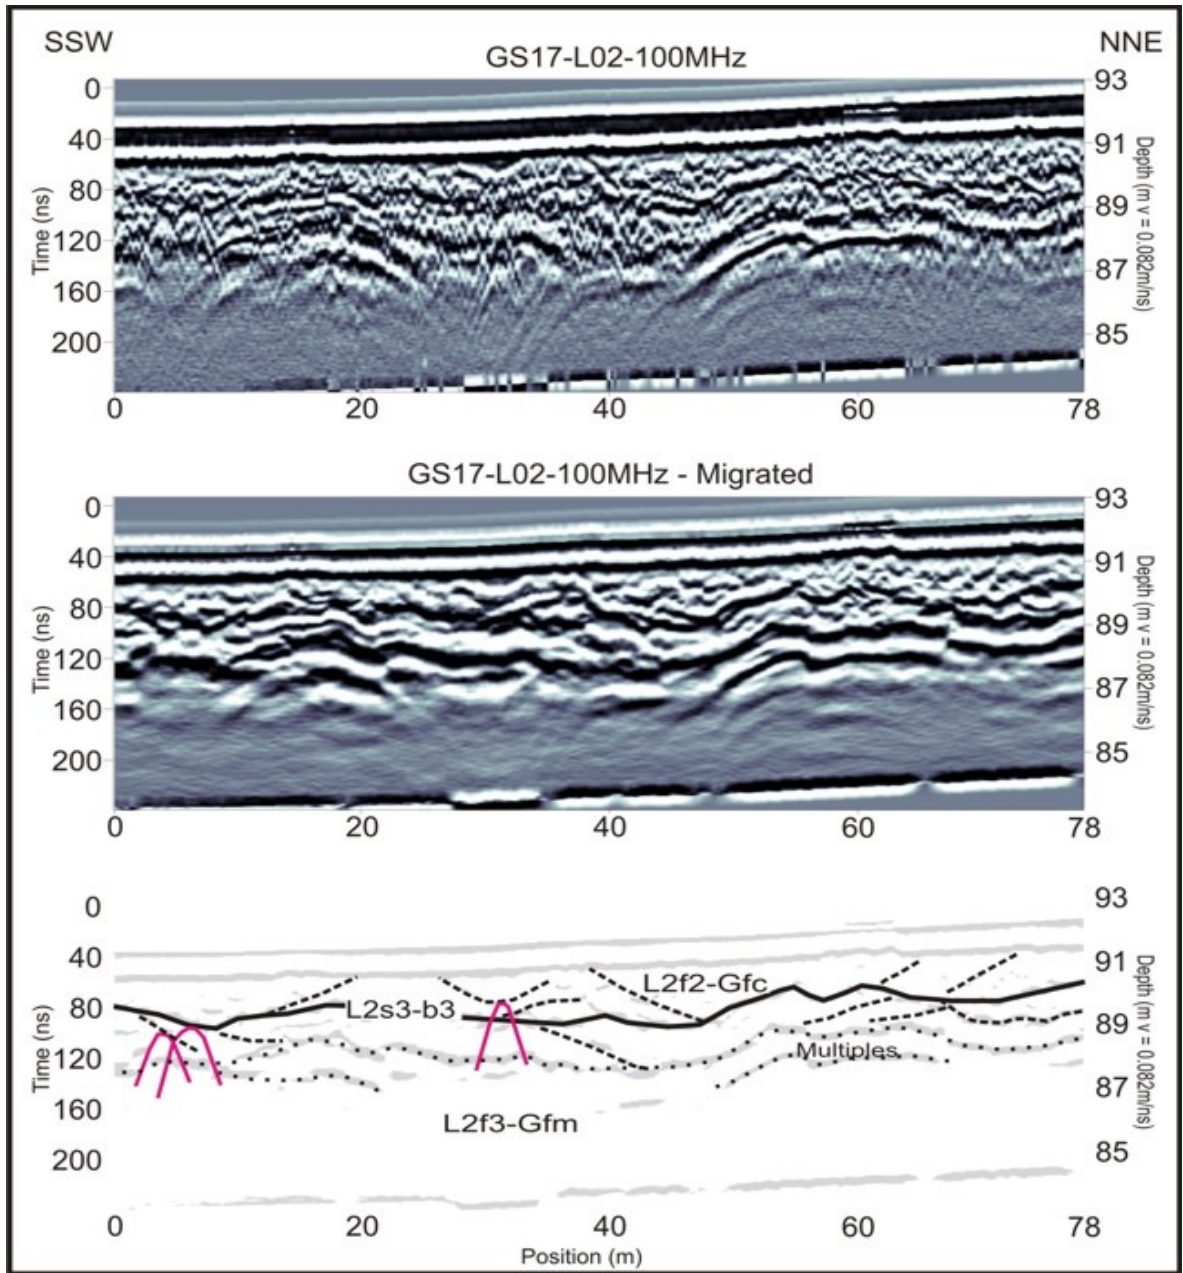 SSW
NNE
GS17-L02-100MHz
Time (ns)
0
40
80
120
160
200
93
91
89
87
85
Depth (m v = 0.082m/ns)
0 20 40 60 78
GS17-L02-100MHz - Migrated
Time (ns)
0
40
80
120
160
200
93
91
89
87
85
Depth (m v = 0.082m/ns)
0 20 40 60 78
Time (ns)
0
40
80
120
160
200
93
91
89
87
85
Depth (m v = 0.082m/ns)
L2f2-Gfc
L2s3-b3
Multiples
L2f3-Gfm
0 20 40 60 78
Position (m)